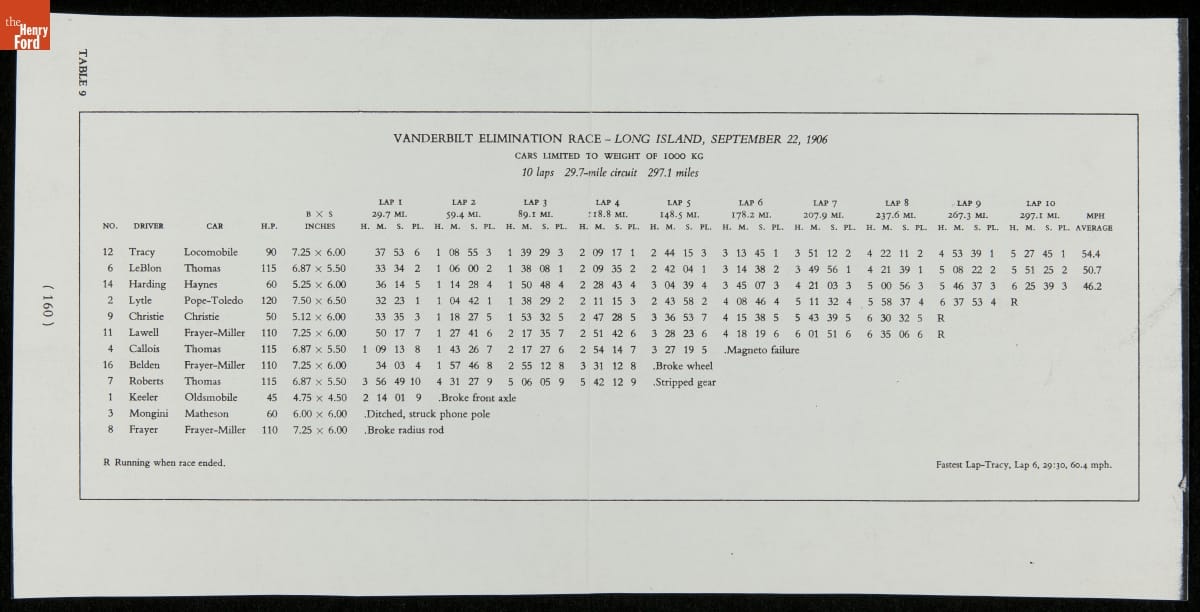 the
Henry
Ford
TABLE 9
(160)
VANDERBILT ELIMINATION RACE – LONG ISLAND, SEPTEMBER 22, 1906
CARS LIMITED TO WEIGHT OF 1000 KG
10 laps 29.7-mile circuit 297.1 miles
LAP 1 LAP 2 LAP 3 LAP 4 LAP 5 LAP 6 LAP 7 LAP 8 LAP 9 LAP 10
B × S 29.7 MI. 59.4 MI. 89.1 MI. 118.8 MI. 148.5 MI. 178.2 MI. 207.9 MI. 237.6 MI. 267.3 MI. 297.1 MI. MPH
NO. DRIVER CAR H.P. INCHES H. M. S. PL. H. M. S. PL. H. M. S. PL. H. M. S. PL. H. M. S. PL. H. M. S. PL. H. M. S. PL. H. M. S. PL. H. M. S. PL. H. M. S. PL. AVERAGE
12 Tracy Locomobile 90 7.25 × 6.00 37 53 6 1 08 55 3 1 39 29 3 2 09 17 1 2 44 15 3 3 13 45 1 3 51 12 2 4 22 11 2 4 53 39 1 5 27 45 1 54.4
6 LeBlon Thomas 115 6.87 × 5.50 33 34 2 1 06 00 2 1 38 08 1 2 09 35 2 2 42 04 1 3 14 38 2 3 49 56 1 4 21 39 1 5 08 22 2 5 51 25 2 50.7
14 Harding Haynes 60 5.25 × 6.00 36 14 5 1 14 28 4 1 50 48 4 2 28 43 4 3 04 39 4 3 45 07 3 4 21 03 3 5 00 56 3 5 46 37 3 6 25 39 3 46.2
2 Lytle Pope-Toledo 120 7.50 × 6.50 32 23 1 1 04 42 1 1 38 29 2 2 11 15 3 2 43 58 2 4 08 46 4 5 11 32 4 5 58 37 4 6 37 53 4 R
9 Christie Christie 50 5.12 × 6.00 33 35 3 1 18 27 5 1 53 32 5 2 47 28 5 3 36 53 7 4 15 38 5 5 43 39 5 6 30 32 5 R
11 Lawell Frayer-Miller 110 7.25 × 6.00 50 17 7 1 27 41 6 2 17 35 7 2 51 42 6 3 28 23 6 4 18 19 6 6 01 51 6 6 35 06 6 R
4 Callois Thomas 115 6.87 × 5.50 1 09 13 8 1 43 26 7 2 17 27 6 2 54 14 7 3 27 19 5 .Magneto failure
16 Belden Frayer-Miller 110 7.25 × 6.00 34 03 4 1 57 46 8 2 55 12 8 3 31 12 8 .Broke wheel
7 Roberts Thomas 115 6.87 × 5.50 3 56 49 10 4 31 27 9 5 06 05 9 5 42 12 9 .Stripped gear
1 Keeler Oldsmobile 45 4.75 × 4.50 2 14 01 9 .Broke front axle
3 Mongini Matheson 60 6.00 × 6.00 .Ditched, struck phone pole
8 Frayer Frayer-Miller 110 7.25 × 6.00 .Broke radius rod
R Running when race ended. Fastest Lap–Tracy, Lap 6, 29:30, 60.4 mph.